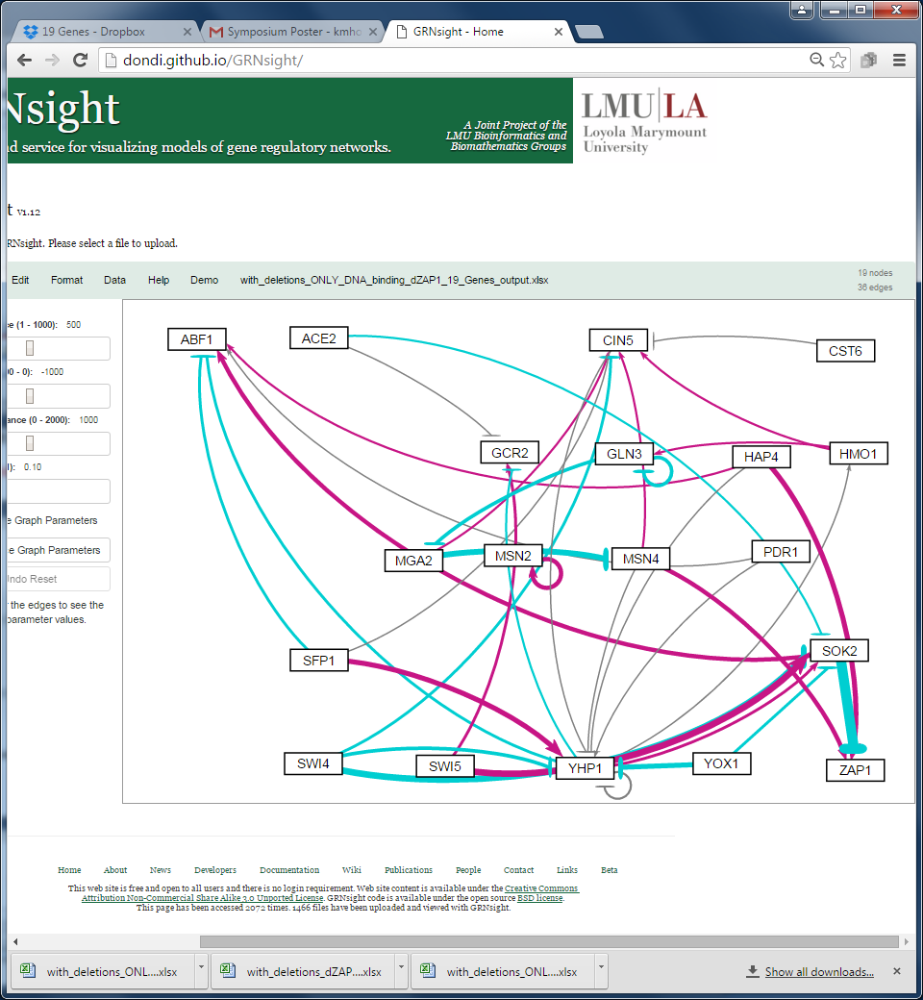 19 Genes - Dropbox
Symposium Poster - kmho
GRNsight - Home
dondi.github.io/GRNsight/
Nsight
nd service for visualizing models of gene regulatory networks.
A Joint Project of the
LMU Bioinformatics and
Biomathematics Groups
LMU|LA
Loyola Marymount
University
t v1.12
GRNsight. Please select a file to upload.
Edit Format Data Help Demo with_deletions_ONLY_DNA_binding_dZAP1_19_Genes_output.xlsx
19 nodes
36 edges
ce (1 - 1000): 500
00 - 0): -1000
ance (0 - 2000): 1000
1): 0.10
e Graph Parameters
e Graph Parameters
Undo Reset
r the edges to see the
parameter values.
ABF1
ACE2
CIN5
CST6
GCR2
GLN3
HAP4
HMO1
MGA2
MSN2
MSN4
PDR1
SFP1
SOK2
SWI4
SWI5
YHP1
YOX1
ZAP1
Home About News Developers Documentation Wiki Publications People Contact Links Beta
This web site is free and open to all users and there is no login requirement. Web site content is available under the Creative Commons
Attribution Non-Commercial Share Alike 3.0 Unported License. GRNsight code is available under the open source BSD license.
This page has been accessed 2072 times. 1466 files have been uploaded and viewed with GRNsight.
with_deletions_ONL....xlsx
with_deletions_dZAP....xlsx
with_deletions_ONL....xlsx
Show all downloads...